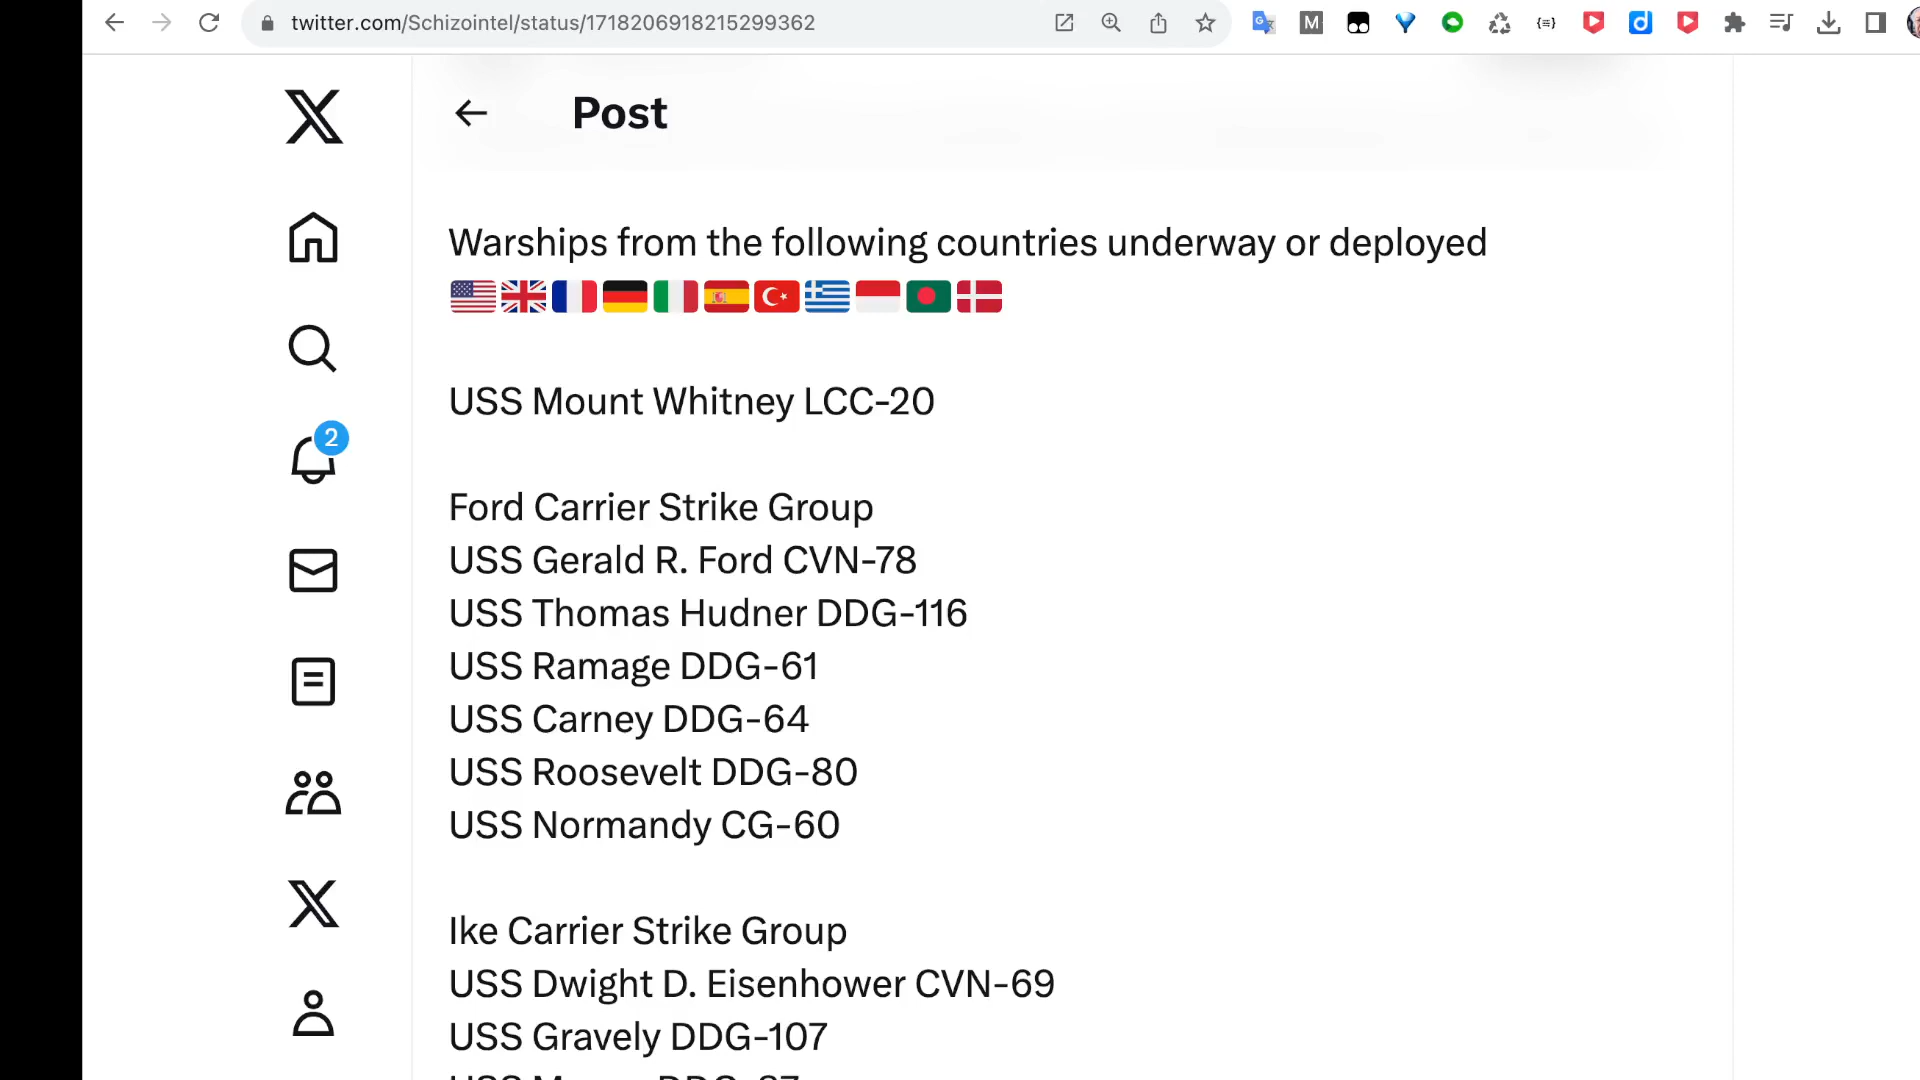 twitter.com/Schizointel/status/1718206918215299362
Post
Warships from the following countries underway or deployed
🇺🇸🇬🇧🇫🇷🇩🇪🇮🇹🇪🇸🇹🇷🇬🇷🇮🇩🇧🇩🇩🇰
2
USS Mount Whitney LCC-20
Ford Carrier Strike Group
USS Gerald R. Ford CVN-78
USS Thomas Hudner DDG-116
USS Ramage DDG-61
USS Carney DDG-64
USS Roosevelt DDG-80
USS Normandy CG-60
Ike Carrier Strike Group
USS Dwight D. Eisenhower CVN-69
USS Gravely DDG-107